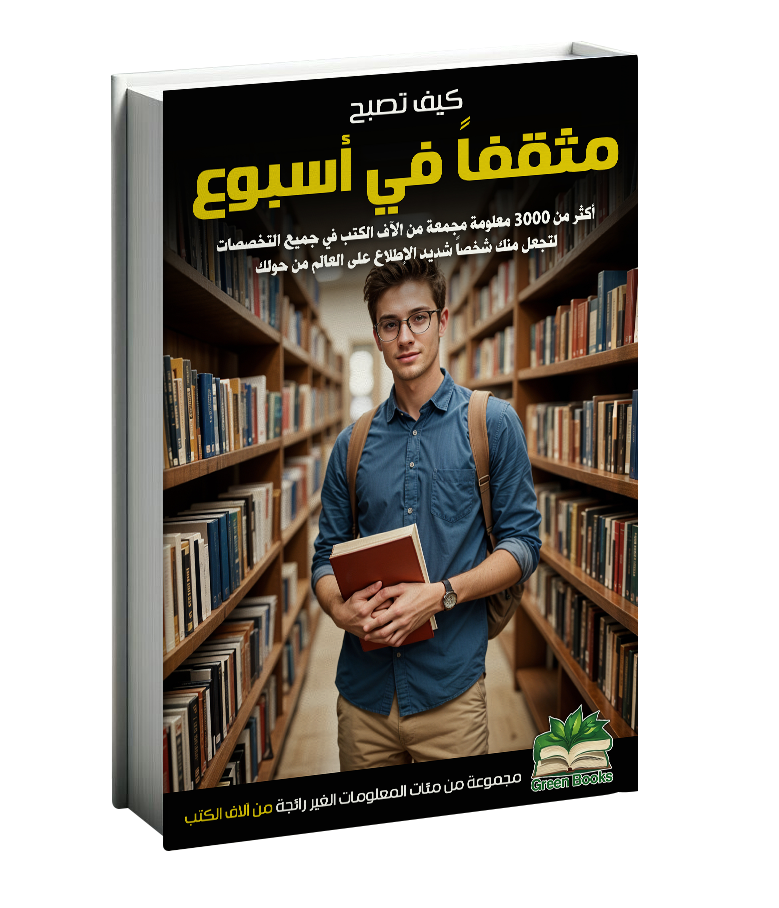 كيف تصبح
مثقفاً في أسبوع
أكثر من 3000 معلومة مجمعة من الآف الكتب في جميع التخصصات
لتجعل منك شخصاً شديد الإطلاع على العالم من حولك
Green Books
مجموعة من مئات المعلومات الغير رائجة من الاف الكتب